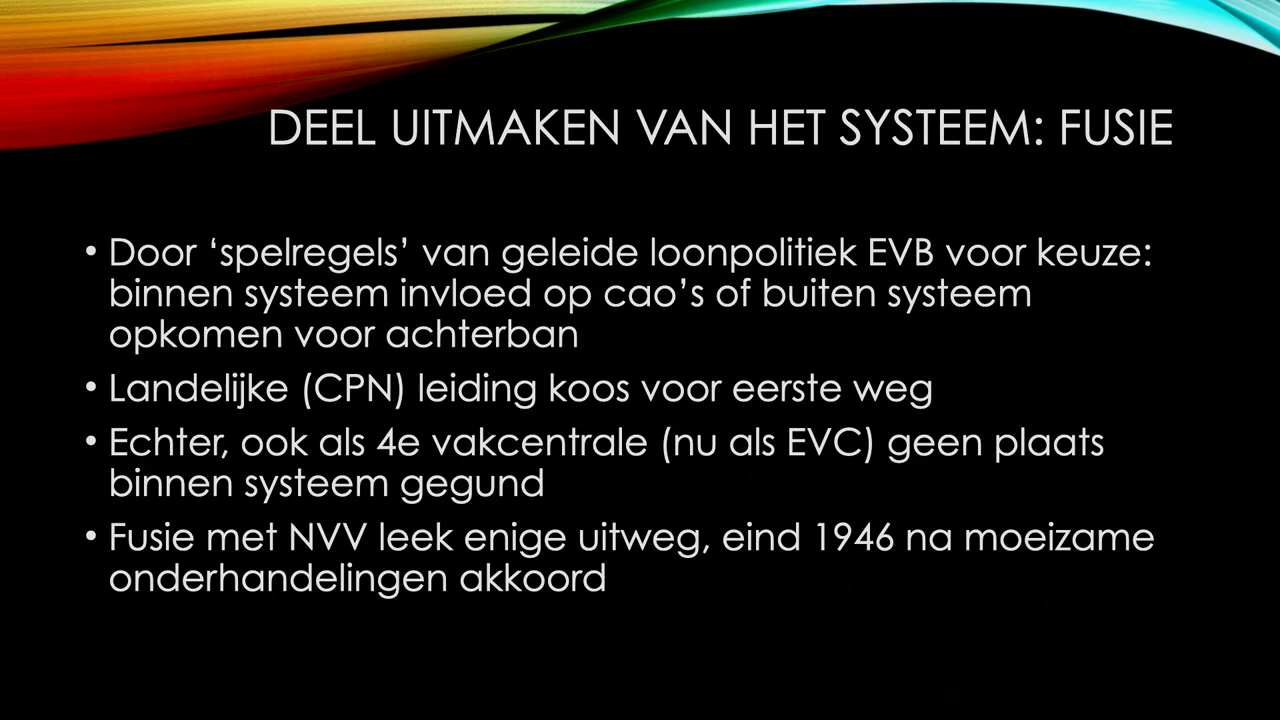 DEEL UITMAKEN VAN HET SYSTEEM: FUSIE
• Door ‘spelregels’ van geleide loonpolitiek EVB voor keuze:
binnen systeem invloed op cao’s of buiten systeem
opkomen voor achterban
• Landelijke (CPN) leiding koos voor eerste weg
• Echter, ook als 4e vakcentrale (nu als EVC) geen plaats
binnen systeem gegund
• Fusie met NVV leek enige uitweg, eind 1946 na moeizame
onderhandelingen akkoord